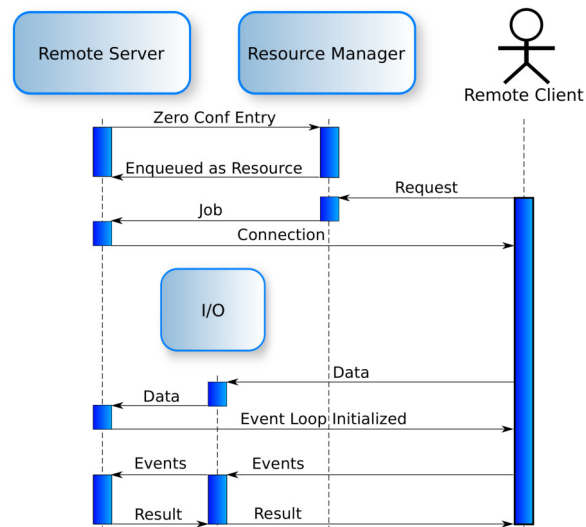 Remote Server
Resource Manager
Remote Client
Zero Conf Entry
Enqueued as Resource
Request
Job
Connection
I/O
Data
Data
Event Loop Initialized
Events
Events
Result
Result